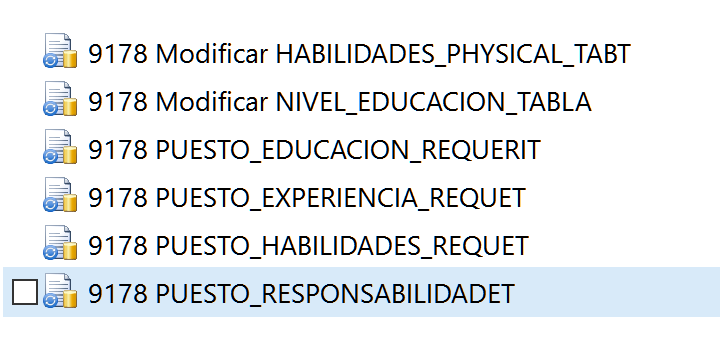 9178 Modificar HABILIDADES_PHYSICAL_TABT
9178 Modificar NIVEL_EDUCACION_TABLA
9178 PUESTO_EDUCACION_REQUERIT
9178 PUESTO_EXPERIENCIA_REQUET
9178 PUESTO_HABILIDADES_REQUET
9178 PUESTO_RESPONSABILIDADET